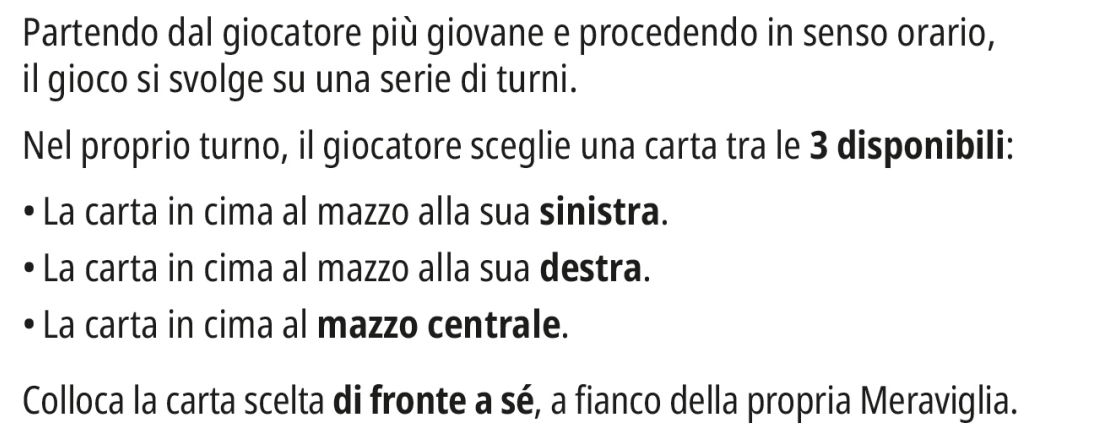 Partendo dal giocatore più giovane e procedendo in senso orario,
il gioco si svolge su una serie di turni.
Nel proprio turno, il giocatore sceglie una carta tra le 3 disponibili:
• La carta in cima al mazzo alla sua sinistra.
• La carta in cima al mazzo alla sua destra.
• La carta in cima al mazzo centrale.
Colloca la carta scelta di fronte a sé, a fianco della propria Meraviglia.